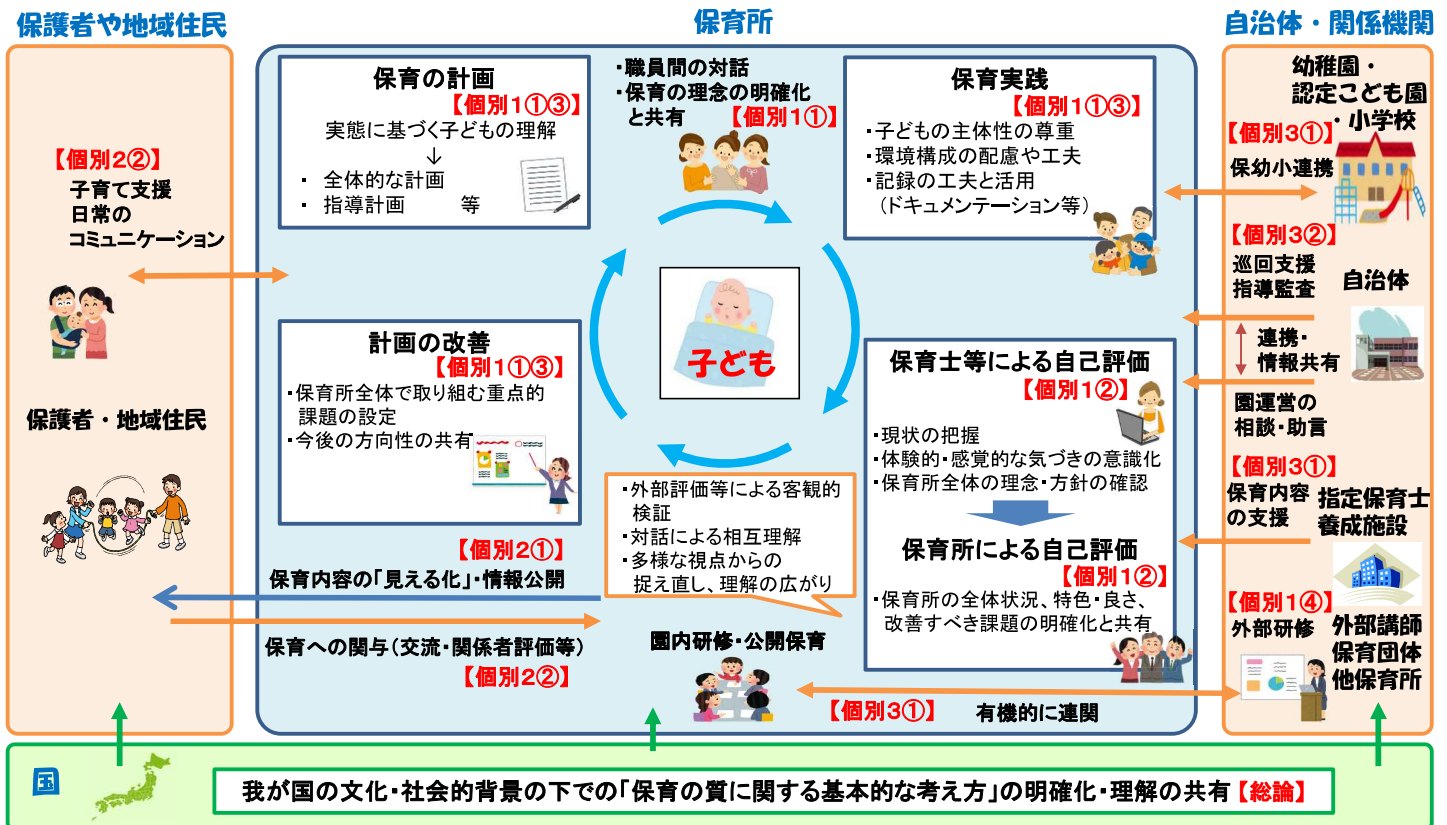 保護者や地域住民
保育所
自治体・関係機関
【個別2②】
子育て支援
日常の
コミュニケーション
保護者・地域住民
保育の計画
【個別1①③】
実態に基づく子どもの理解
↓
・ 全体的な計画
・ 指導計画 等
・職員間の対話
・保育の理念の明確化
と共有 【個別1①】
保育実践
【個別1①③】
・子どもの主体性の尊重
・環境構成の配慮や工夫
・記録の工夫と活用
(ドキュメンテーション等)
子ども
計画の改善
【個別1①③】
・保育所全体で取り組む重点的
課題の設定
・今後の方向性の共有
保育士等による自己評価
【個別1②】
・現状の把握
・体験的・感覚的な気づきの意識化
・保育所全体の理念・方針の確認
保育所による自己評価
【個別1②】
・保育所の全体状況、特色・良さ、
改善すべき課題の明確化と共有
・外部評価等による客観的
検証
・対話による相互理解
・多様な視点からの
捉え直し、理解の広がり
【個別2①】
保育内容の「見える化」・情報公開
保育への関与(交流・関係者評価等)
【個別2②】
園内研修・公開保育
【個別3①】 有機的に連関
幼稚園・
認定こども園
・小学校
【個別3①】
保幼小連携
【個別3②】
巡回支援
指導監査
自治体
連携・
情報共有
園運営の
相談・助言
【個別3①】
保育内容
の支援
指定保育士
養成施設
【個別1④】
外部研修
外部講師
保育団体
他保育所
国
我が国の文化・社会的背景の下での「保育の質に関する基本的な考え方」の明確化・理解の共有【総論】